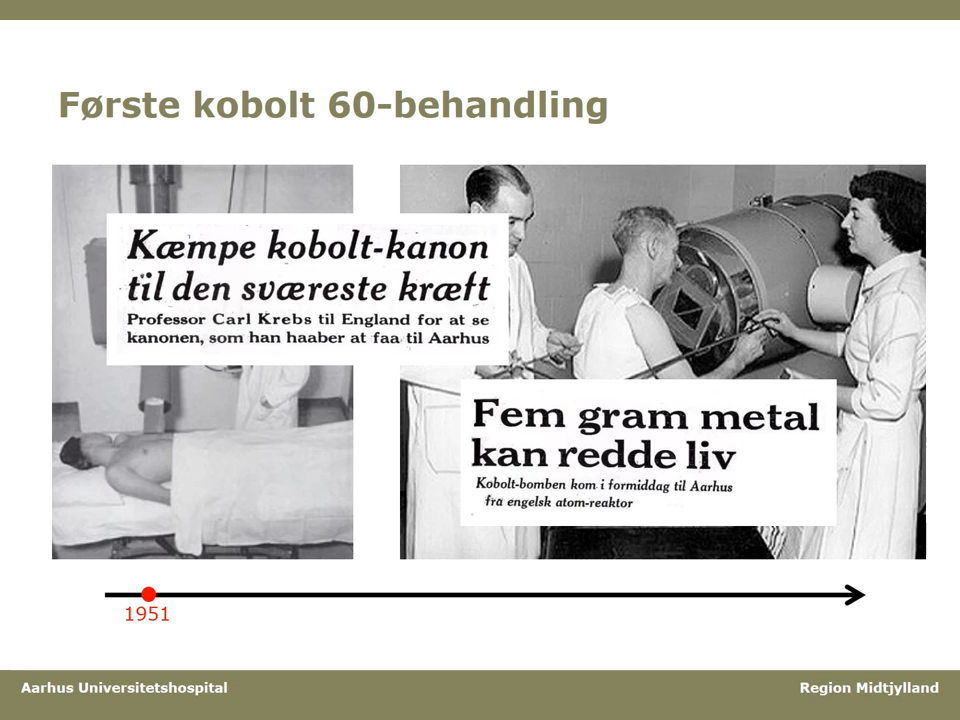 Første kobolt 60-behandling
Kæmpe kobolt-kanon
til den sværeste kræft
Professor Carl Krebs til England for at se
kanonen, som han haaber at faa til Aarhus
Fem gram metal
kan redde liv
Kobolt-bomben kom i formiddag til Aarhus
fra engelsk atom-reaktor
1951
Aarhus Universitetshospital
Region Midtjylland